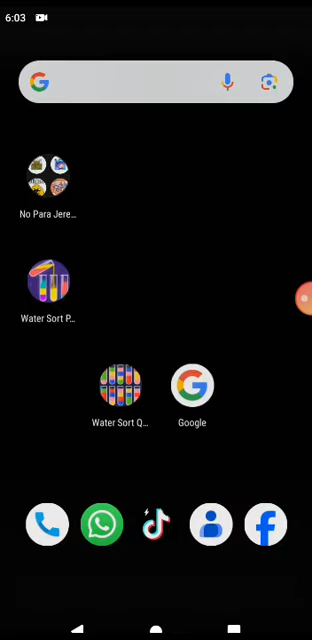 6:03
No Para Jere...
Water Sort P...
Water Sort Q...
Google